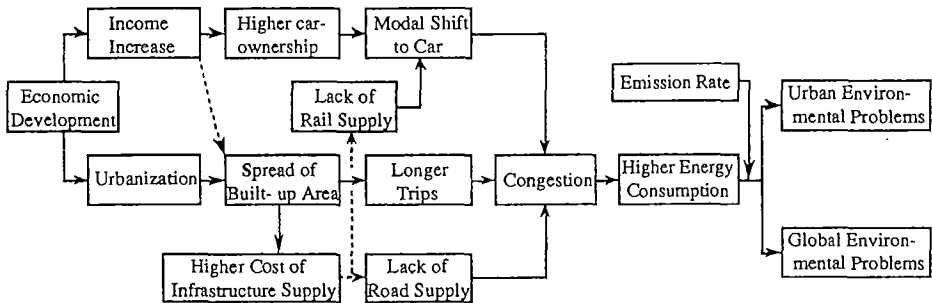 Income
Increase
Higher car-
ownership
Modal Shift
to Car
Economic
Development
Lack of
Rail Supply
Emission Rate
Urban Environ-
mental Problems
Urbanization
Spread of
Built- up Area
Longer
Trips
Congestion
Higher Energy
Consumption
Higher Cost of
Infrastructure Supply
Lack of
Road Supply
Global Environ-
mental Problems